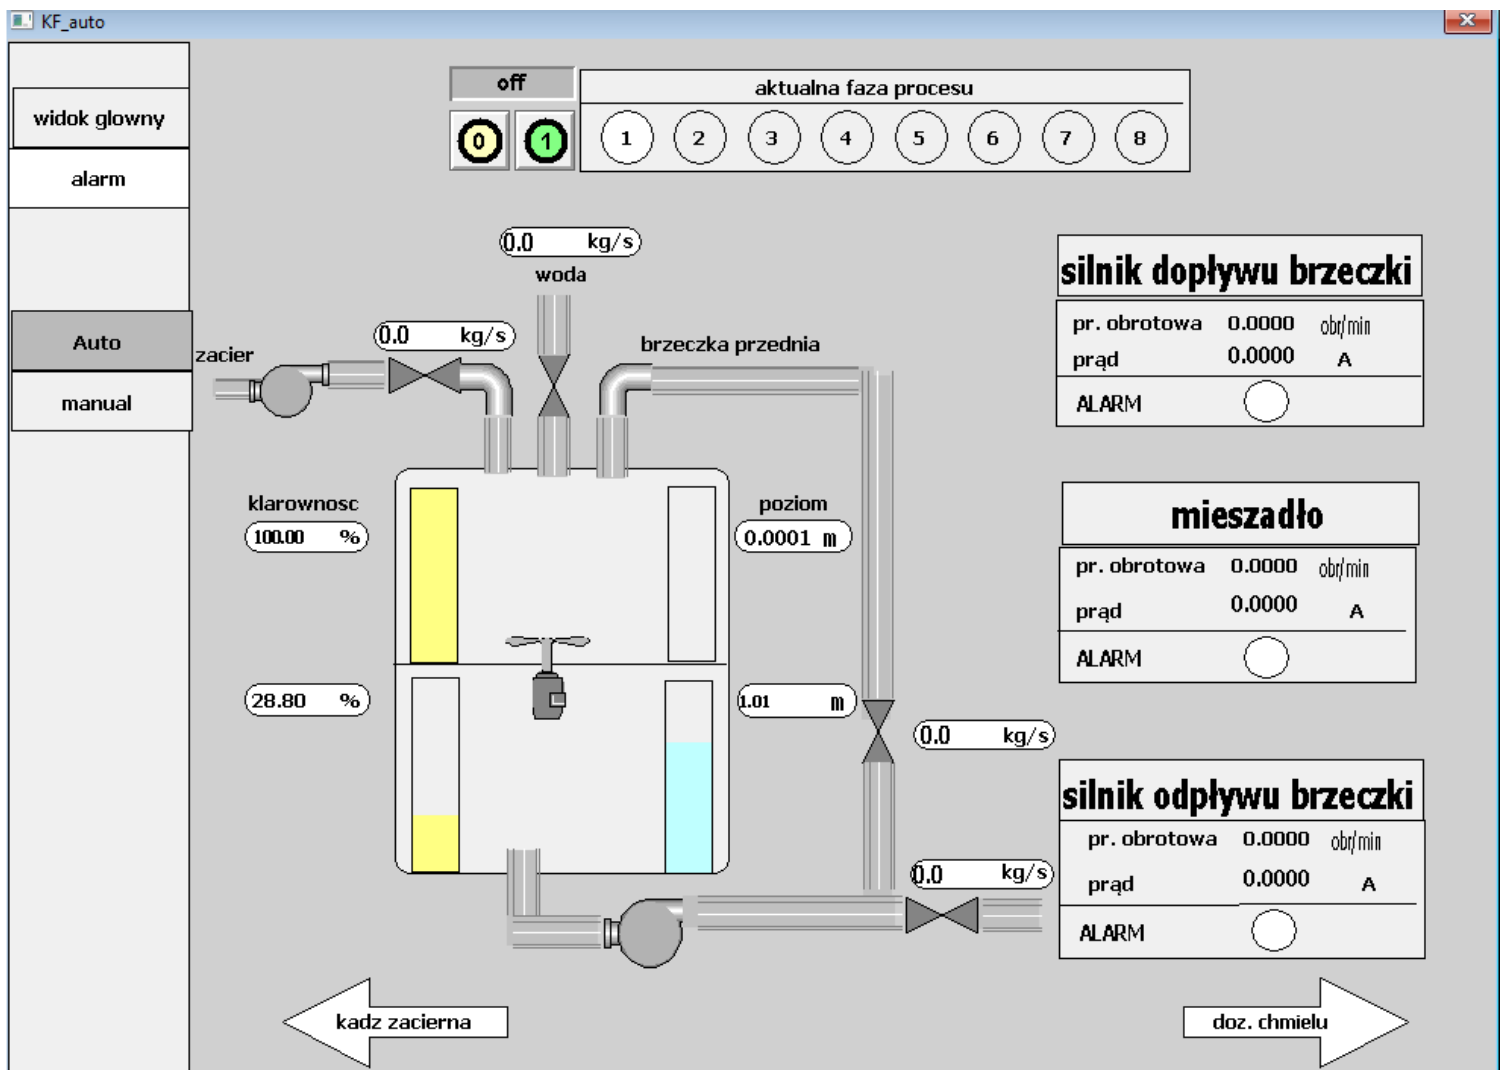 KF_auto
off
aktualna faza procesu
0 1
1 2 3 4 5 6 7 8
widok glowny
alarm
Auto
manual
0.0 kg/s
woda
0.0 kg/s
zacier
brzeczka przednia
klarownosc
100.00 %
poziom
0.0001 m
28.80 %
1.01 m
0.0 kg/s
0.0 kg/s
silnik dopływu brzeczki
pr. obrotowa 0.0000 obr/min
prąd 0.0000 A
ALARM
mieszadło
pr. obrotowa 0.0000 obr/min
prąd 0.0000 A
ALARM
silnik odpływu brzeczki
pr. obrotowa 0.0000 obr/min
prąd 0.0000 A
ALARM
kadz zacierna
doz. chmielu